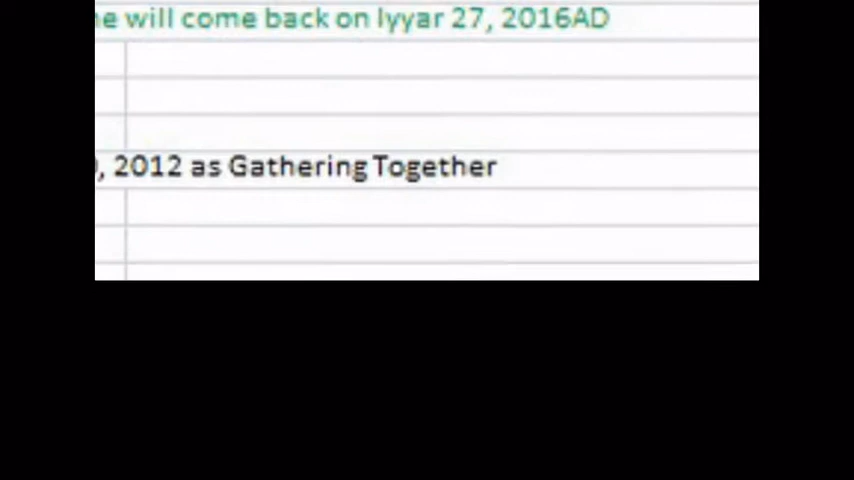 will come back on Iyyar 27, 2016AD
, 2012 as Gathering Together